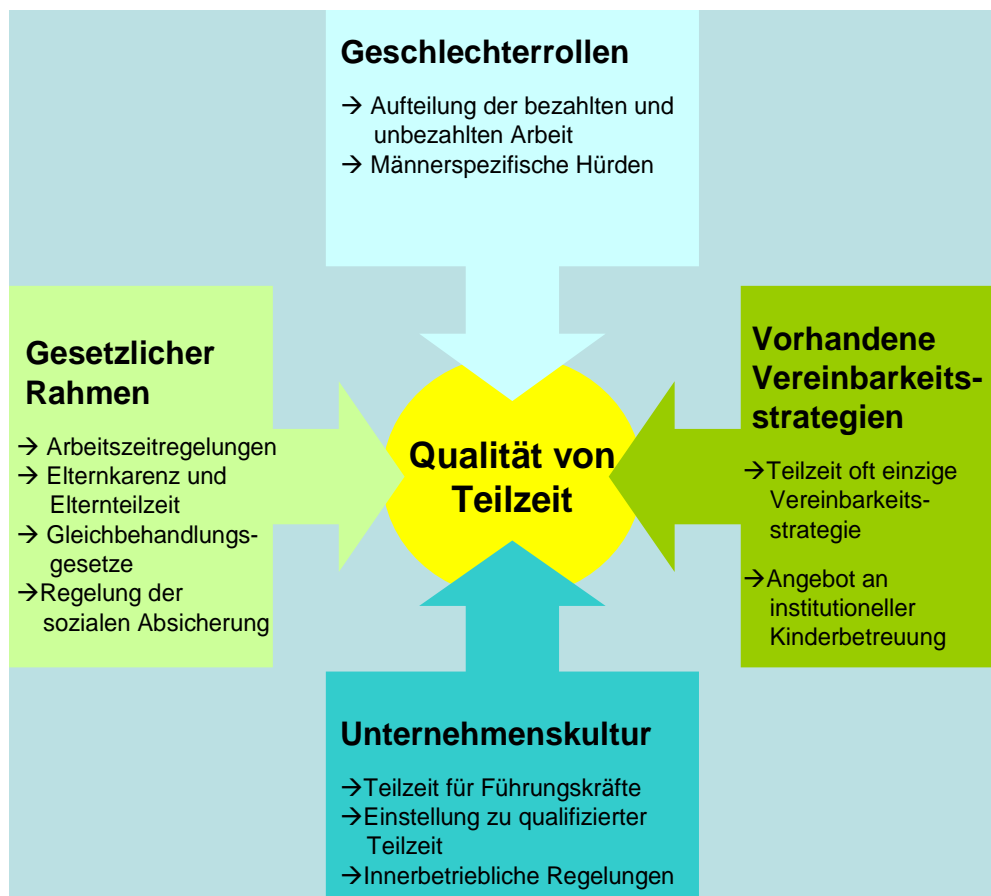 Geschlechterrollen
→ Aufteilung der bezahlten und
unbezahlten Arbeit
→ Männerspezifische Hürden
Gesetzlicher
Rahmen
→ Arbeitszeitregelungen
→ Elternkarenz und
Elternteilzeit
→ Gleichbehandlungs-
gesetze
→Regelung der
sozialen Absicherung
Qualität von
Teilzeit
Vorhandene
Vereinbarkeits-
strategien
→Teilzeit oft einzige
Vereinbarkeits-
strategie
→Angebot an
institutioneller
Kinderbetreuung
Unternehmenskultur
→Teilzeit für Führungskräfte
→Einstellung zu qualifizierter
Teilzeit
→Innerbetriebliche Regelungen